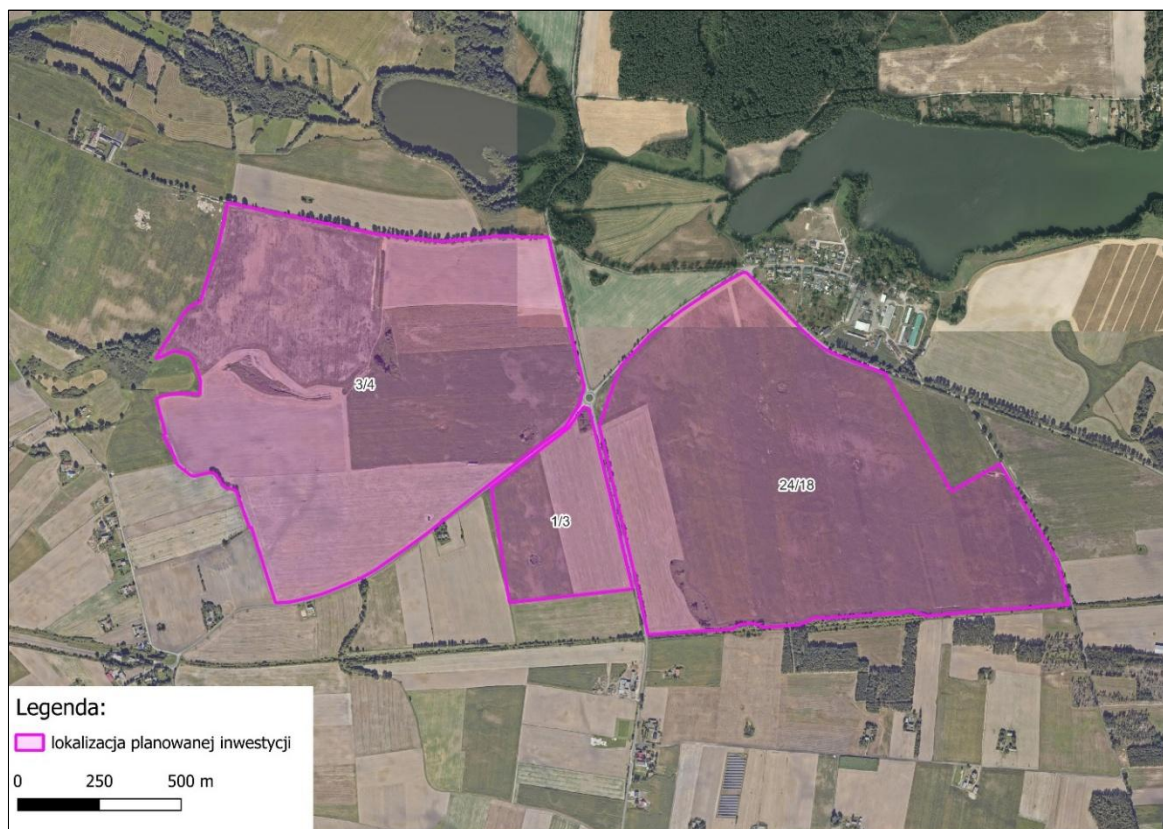 3/4
24/18
1/3
Legenda:
lokalizacja planowanej inwestycji
0 250 500 m